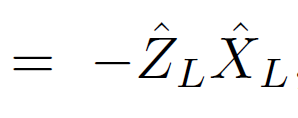 = −Ẑ_L X̂_L.